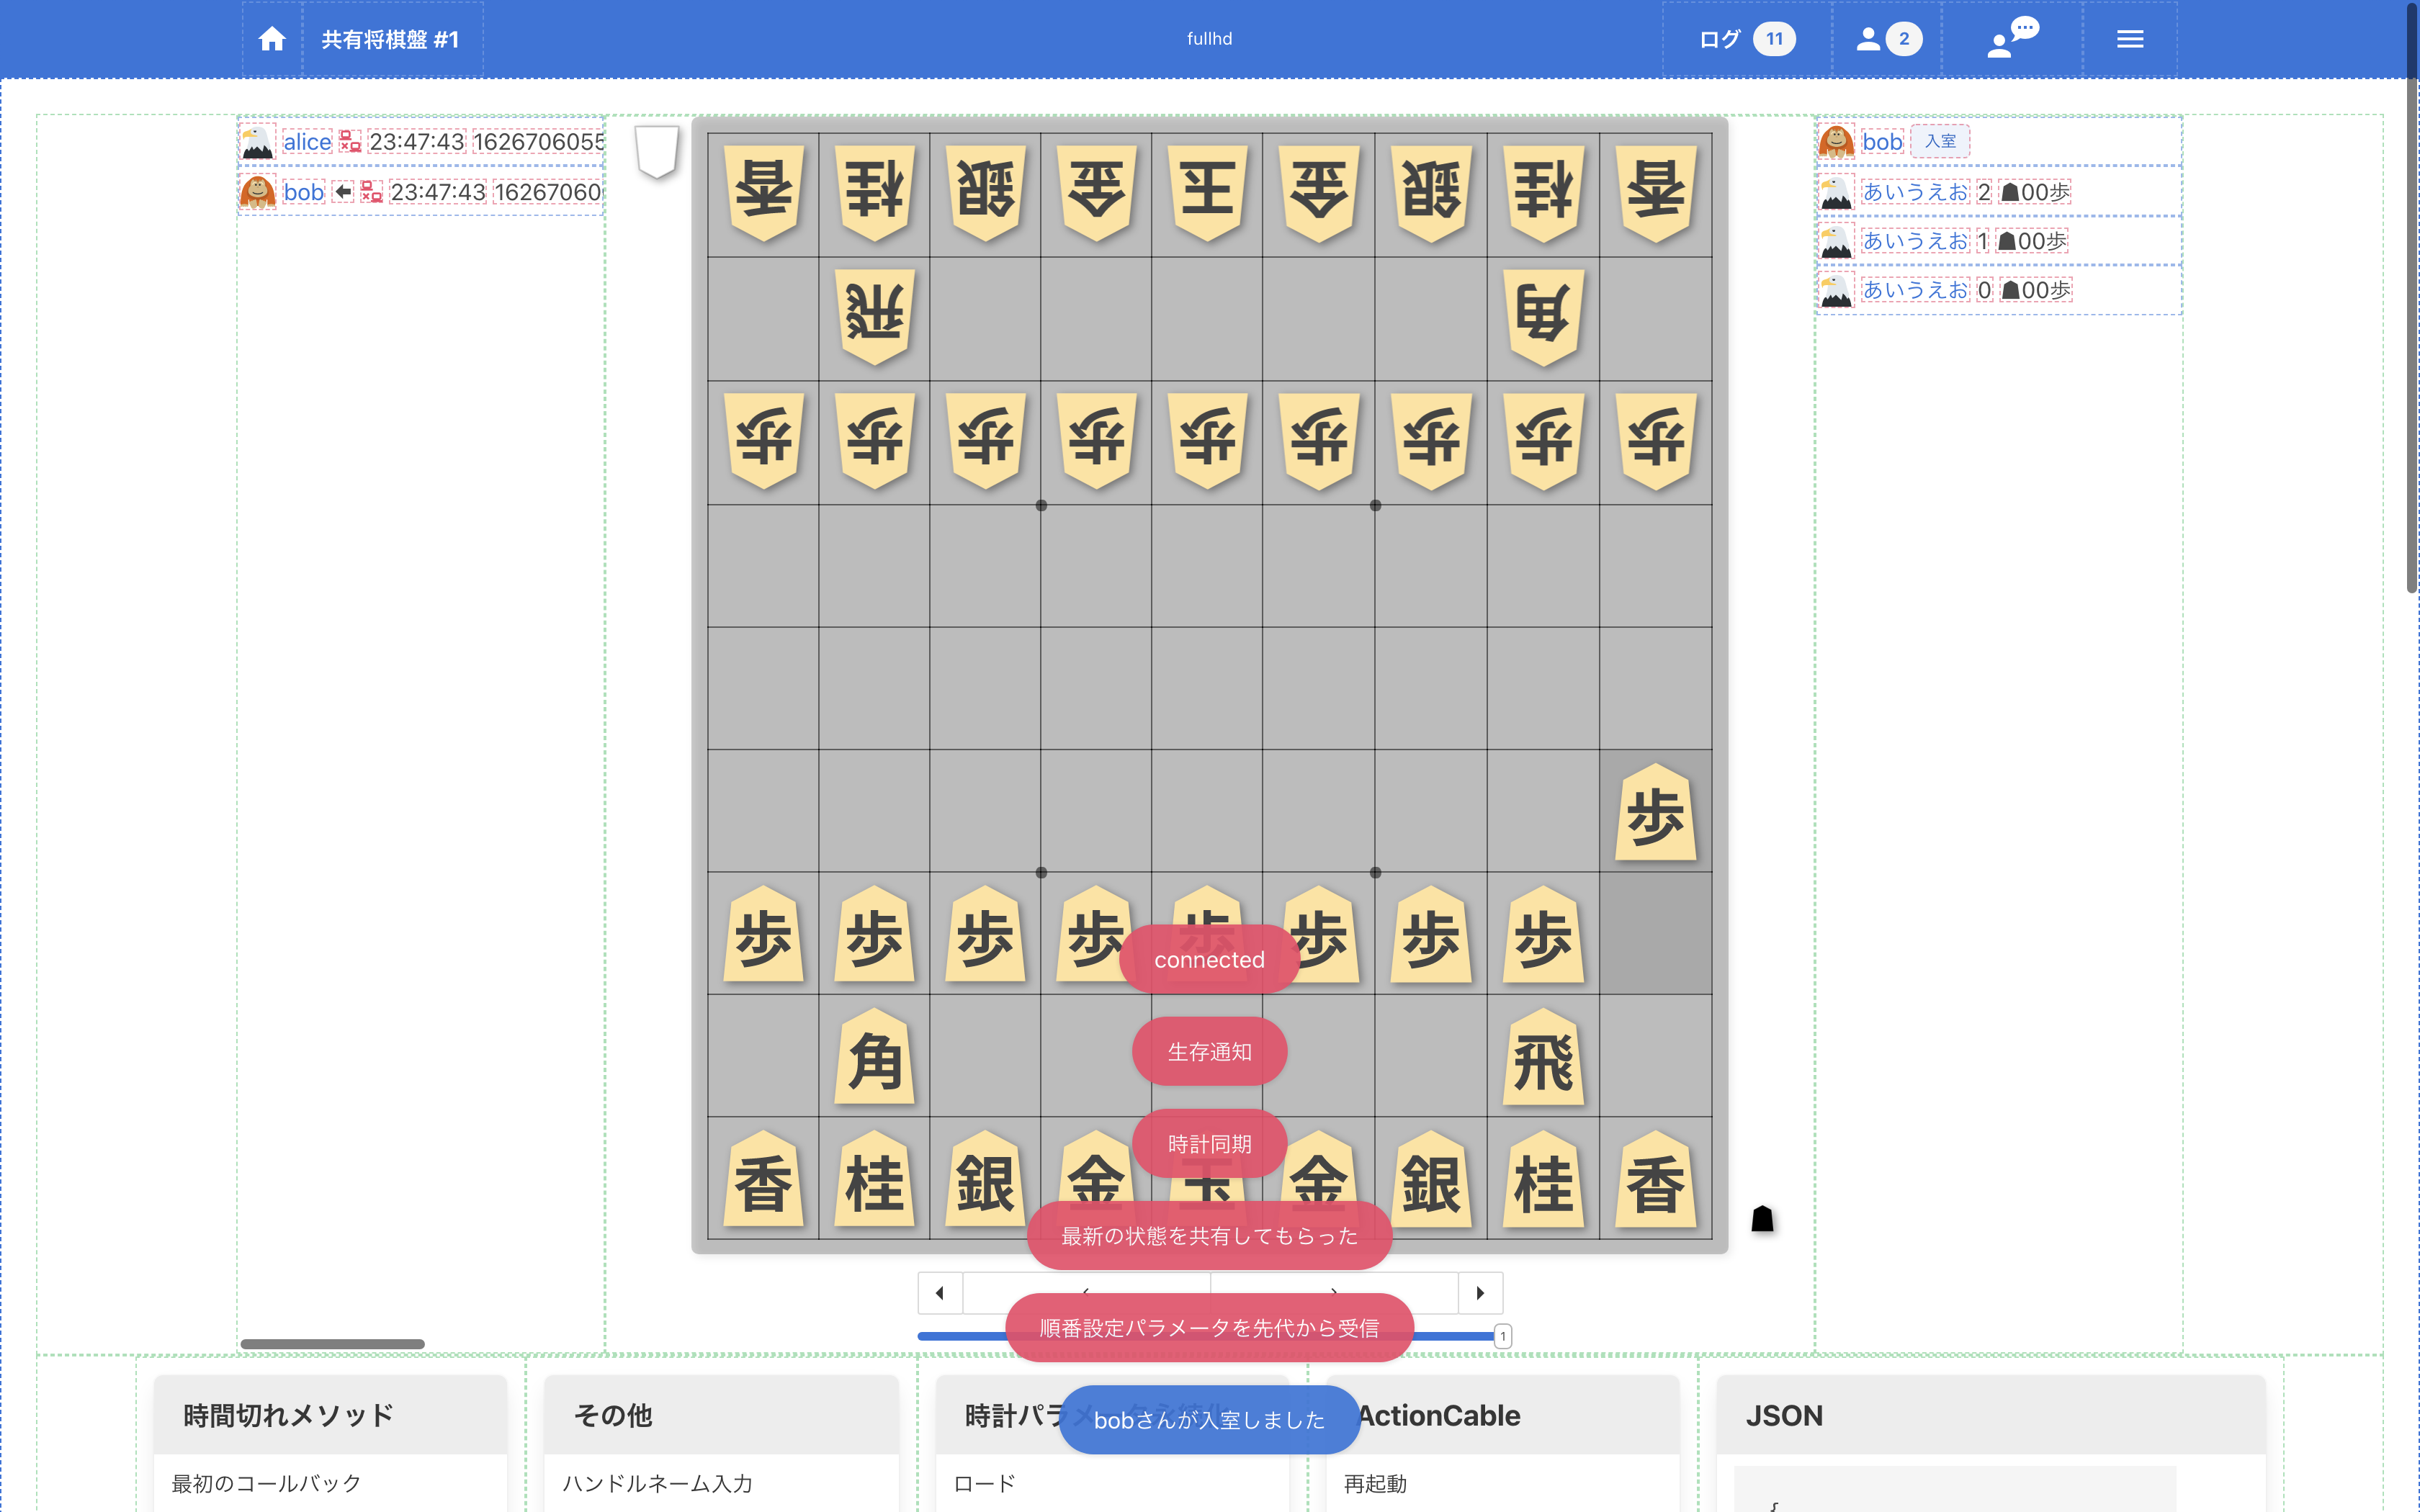 共有将棋盤 #1
fullhd
ログ 11
2
alice 23:47:43 1626706055
bob 23:47:43 16267060
bob 入室
あいうえお 2 ☗00歩
あいうえお 1 ☗00歩
あいうえお 0 ☗00歩
香 桂 銀 金 玉 金 銀 桂 香
飛 角
歩 歩 歩 歩 歩 歩 歩 歩 歩
歩
歩 歩 歩 歩 歩 歩 歩 歩
角 飛
香 桂 銀 金 玉 金 銀 桂 香
connected
生存通知
時計同期
最新の状態を共有してもらった
順番設定パラメータを先代から受信
1
bobさんが入室しました
時間切れメソッド
最初のコールバック
その他
ハンドルネーム入力
時計パラメ
ロード
ActionCable
再起動
JSON
{